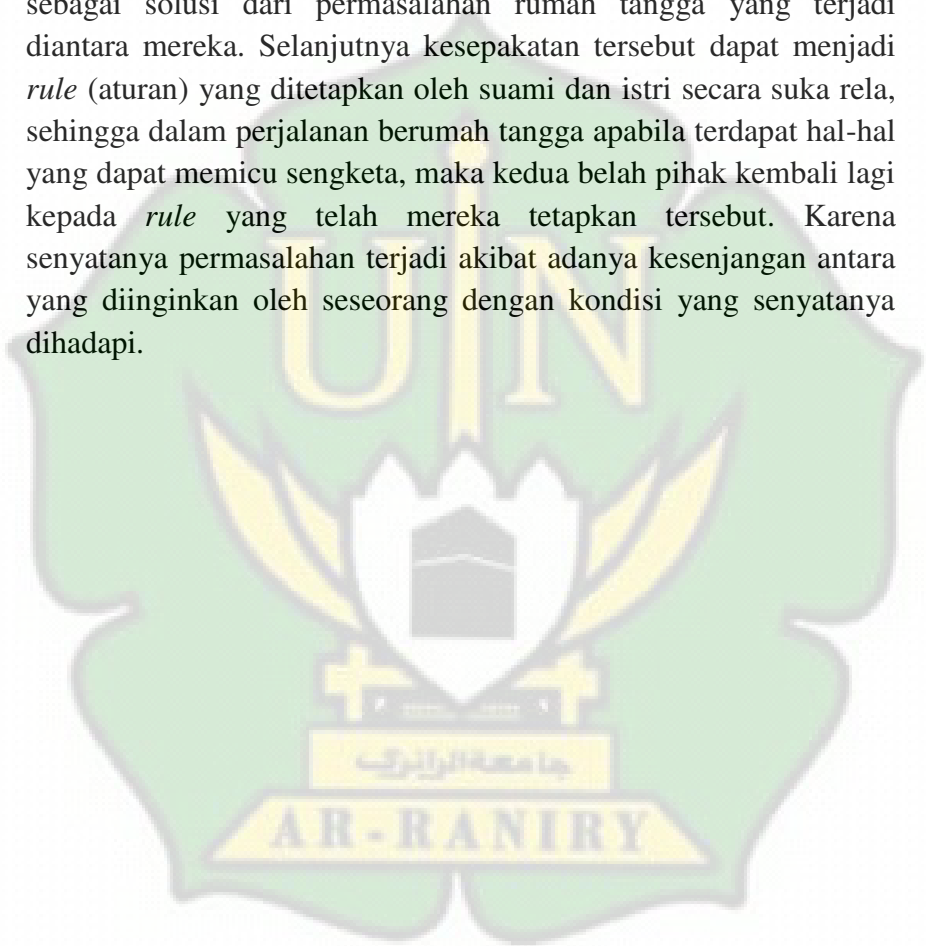 sebagai solusi dari permasalahan rumah tangga yang terjadi
diantara mereka. Selanjutnya kesepakatan tersebut dapat menjadi
rule (aturan) yang ditetapkan oleh suami dan istri secara suka rela,
sehingga dalam perjalanan berumah tangga apabila terdapat hal-hal
yang dapat memicu sengketa, maka kedua belah pihak kembali lagi
kepada rule yang telah mereka tetapkan tersebut. Karena
senyatanya permasalahan terjadi akibat adanya kesenjangan antara
yang diinginkan oleh seseorang dengan kondisi yang senyatanya
dihadapi.
UIN
جامعة الرانيري
AR-RANIRY